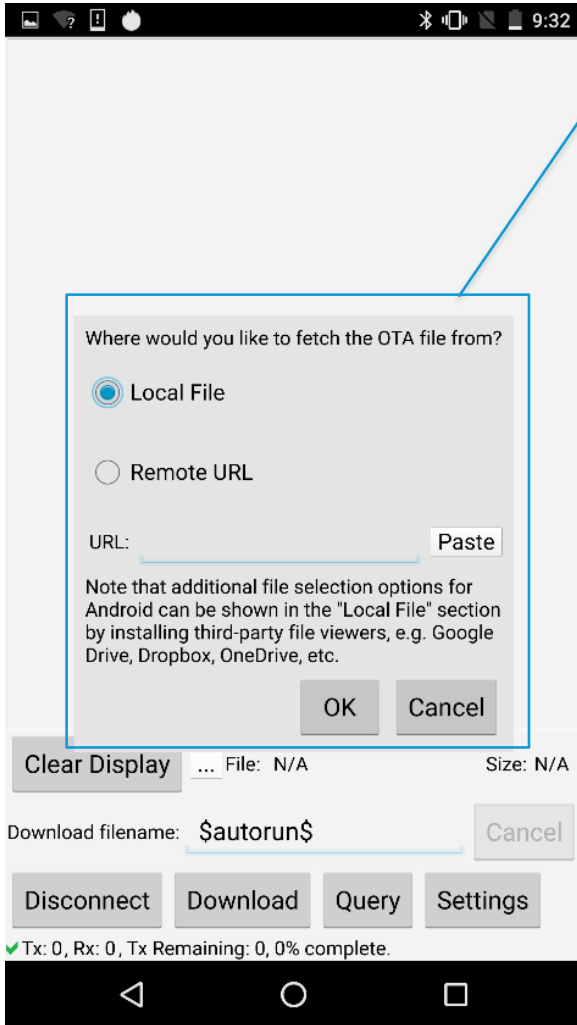 9:32
Where would you like to fetch the OTA file from?
Local File
Remote URL
URL: Paste
Note that additional file selection options for
Android can be shown in the "Local File" section
by installing third-party file viewers, e.g. Google
Drive, Dropbox, OneDrive, etc.
OK Cancel
Clear Display ... File: N/A Size: N/A
Download filename: $autorun$ Cancel
Disconnect Download Query Settings
Tx: 0, Rx: 0, Tx Remaining: 0, 0% complete.